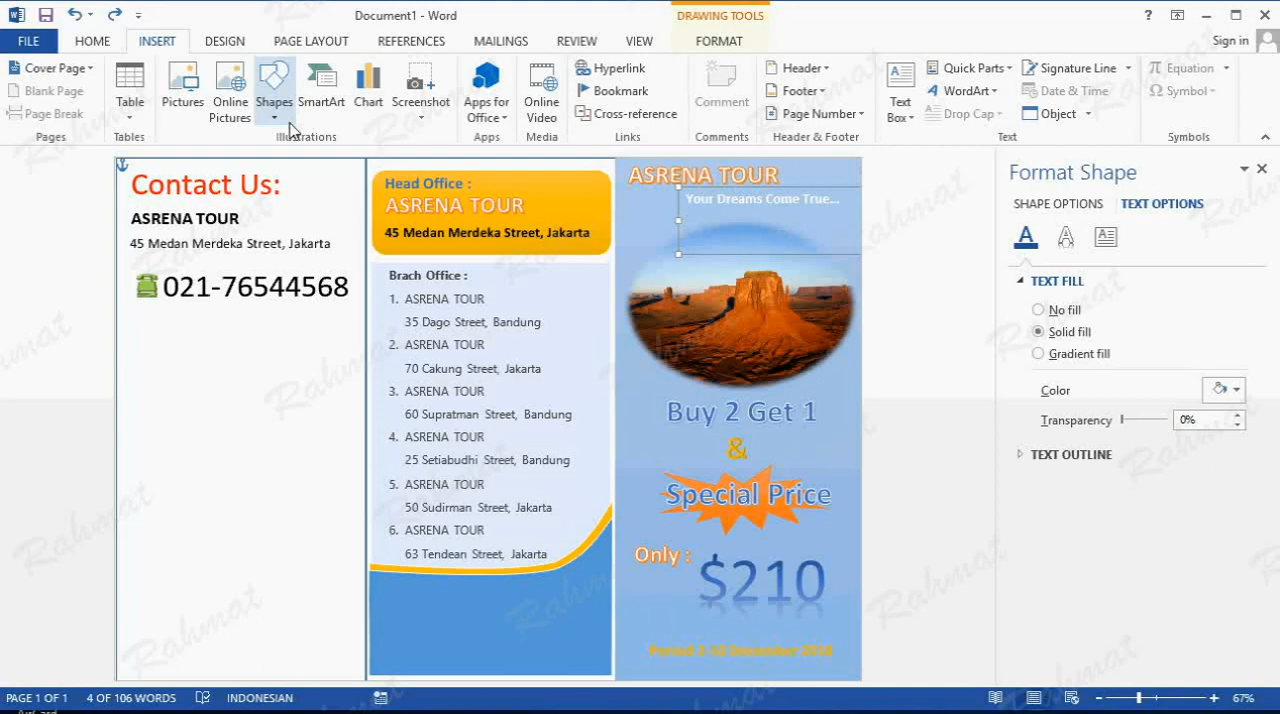 Document1 - Word
DRAWING TOOLS
?
FILE
HOME
INSERT
DESIGN
PAGE LAYOUT
REFERENCES
MAILINGS
REVIEW
VIEW
FORMAT
Sign in
Cover Page
Blank Page
Page Break
Pages
Table
Tables
Pictures
Online Pictures
Shapes
SmartArt
Chart
Screenshot
Illustrations
Apps for Office
Apps
Online Video
Media
Hyperlink
Bookmark
Cross-reference
Links
Comment
Comments
Header
Footer
Page Number
Header & Footer
Text Box
Quick Parts
WordArt
Drop Cap
Signature Line
Date & Time
Object
Text
Equation
Symbol
Symbols
Contact Us:
ASRENA TOUR
45 Medan Merdeka Street, Jakarta
021-76544568
Head Office :
ASRENA TOUR
45 Medan Merdeka Street, Jakarta
Brach Office :
1. ASRENA TOUR
35 Dago Street, Bandung
2. ASRENA TOUR
70 Cakung Street, Jakarta
3. ASRENA TOUR
60 Supratman Street, Bandung
4. ASRENA TOUR
25 Setiabudhi Street, Bandung
5. ASRENA TOUR
50 Sudirman Street, Jakarta
6. ASRENA TOUR
63 Tendean Street, Jakarta
ASRENA TOUR
Your Dreams Come True...
Buy 2 Get 1
&
Special Price
Only :
$210
Format Shape
SHAPE OPTIONS
TEXT OPTIONS
TEXT FILL
No fill
Solid fill
Gradient fill
Color
Transparency
0%
TEXT OUTLINE
PAGE 1 OF 1
4 OF 106 WORDS
INDONESIAN
67%
Rahmat